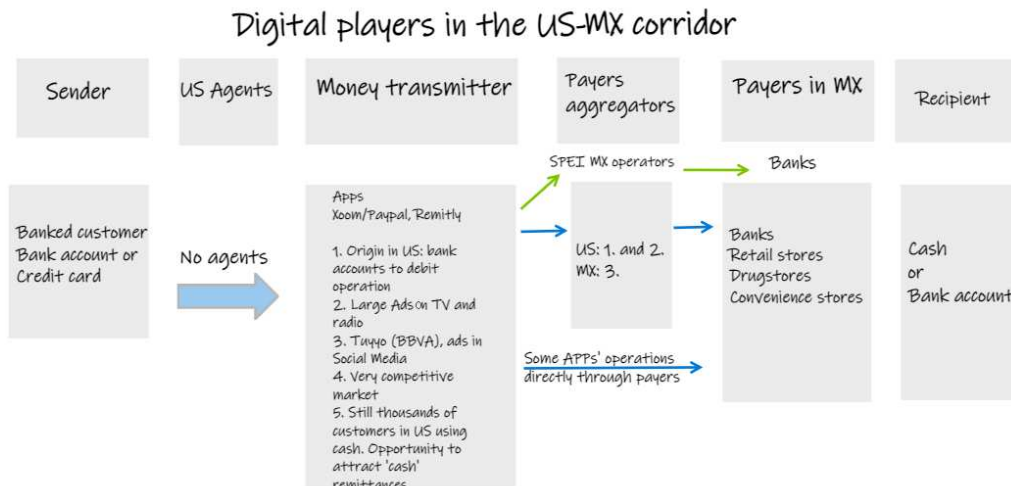 Digital players in the US-MX corridor
Sender
US Agents
Money transmitter
Payers
aggregators
Payers in MX
Recipient
Banked customer
Bank account or
Credit card
No agents
Apps
Xoom/Paypal, Remitly
1. Origin in US: bank
accounts to debit
operation
2. Large Ads on TV and
radio
3. Tuyyo (BBVA), ads in
Social Media
4. Very competitive
market
5. Still thousands of
customers in US using
cash. Opportunity to
attract 'cash'
remittances
SPEI MX operators
Banks
US: 1. and 2.
MX: 3.
Some APPs' operations
directly through payers
Banks
Retail stores
Drugstores
Convenience stores
Cash
or
Bank account